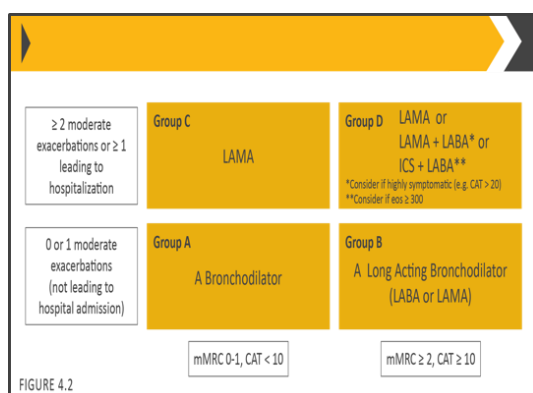 ≥ 2 moderate
exacerbations or ≥ 1
leading to
hospitalization
Group C
LAMA
Group D
LAMA or
LAMA + LABA* or
ICS + LABA**
*Consider if highly symptomatic (e.g. CAT > 20)
**Consider if eos ≥ 300
0 or 1 moderate
exacerbations
(not leading to
hospital admission)
Group A
A Bronchodilator
Group B
A Long Acting Bronchodilator
(LABA or LAMA)
mMRC 0-1, CAT < 10
mMRC ≥ 2, CAT ≥ 10
FIGURE 4.2